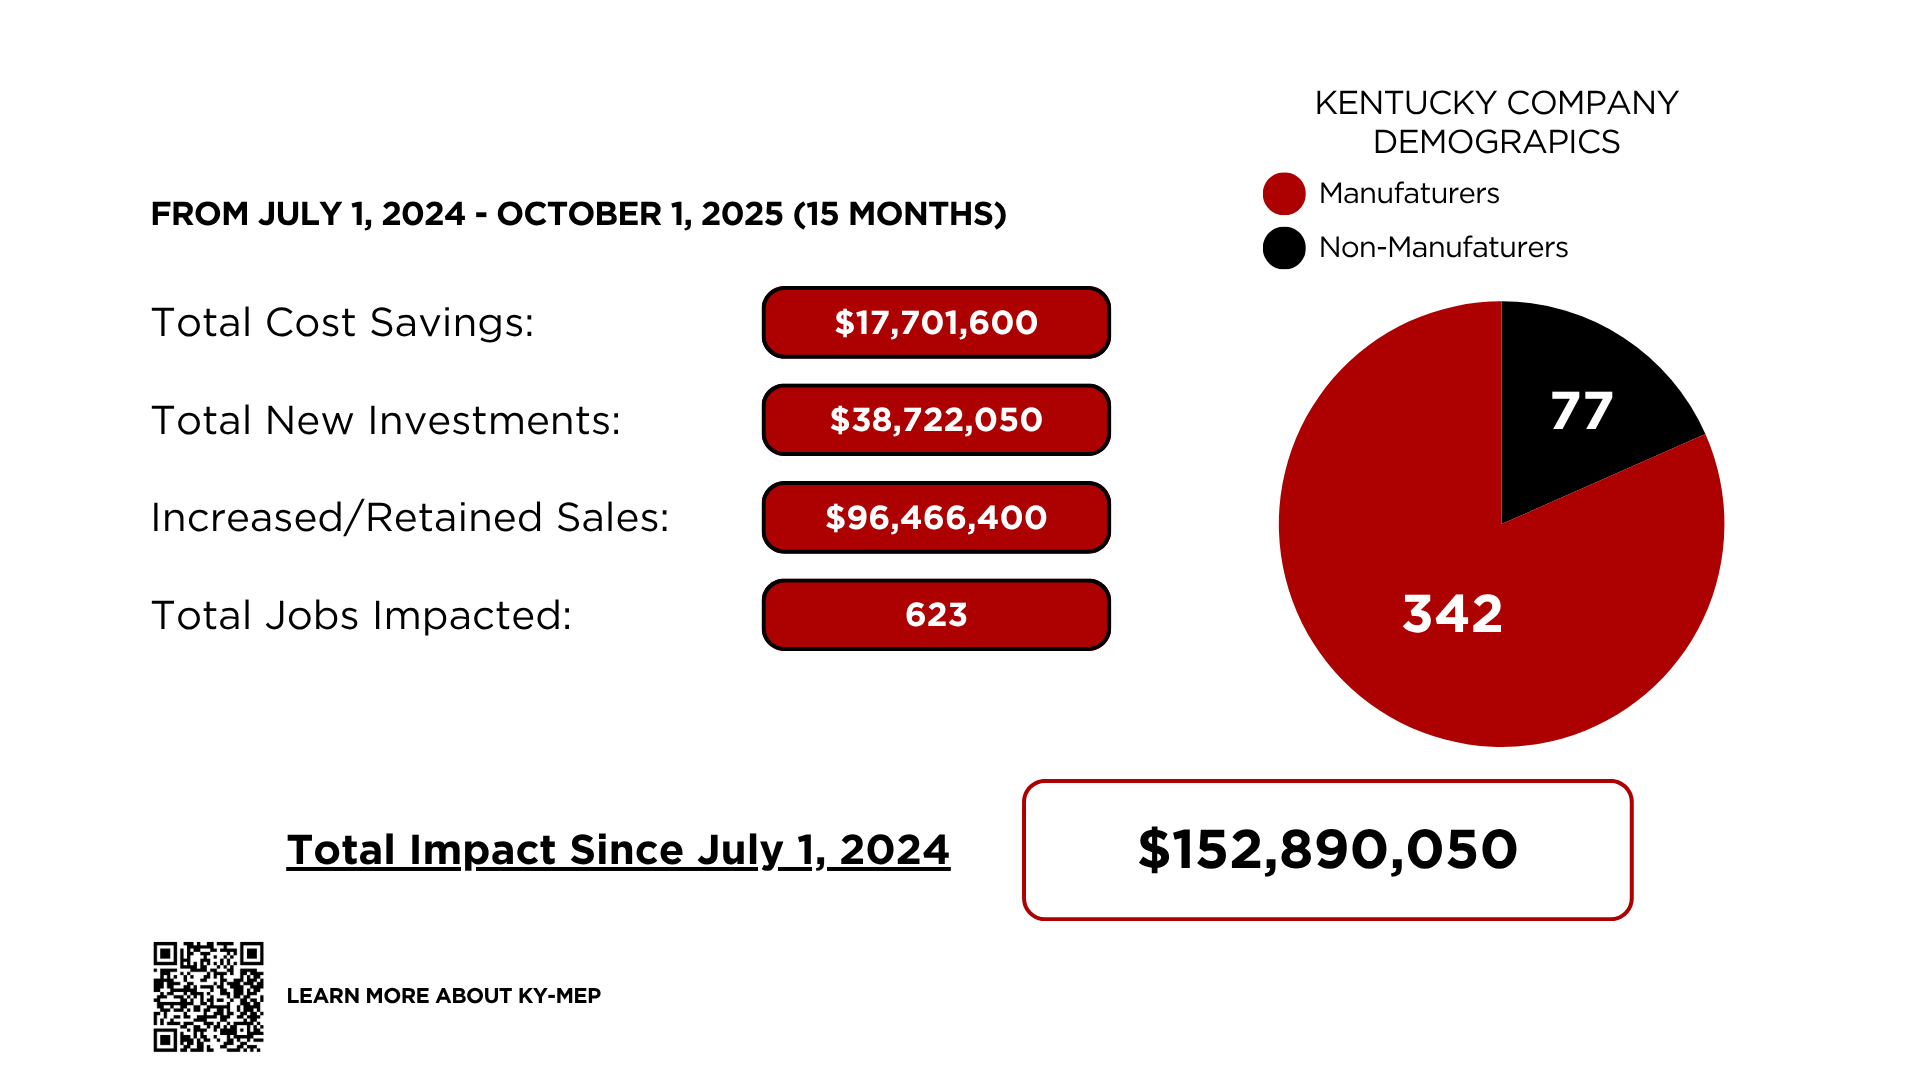 FROM JULY 1, 2024 - OCTOBER 1, 2025 (15 MONTHS)
Total Cost Savings:
$17,701,600
Total New Investments:
$38,722,050
Increased/Retained Sales:
$96,466,400
Total Jobs Impacted:
623
KENTUCKY COMPANY
DEMOGRAPICS
Manufaturers
Non-Manufaturers
77
342
Total Impact Since July 1, 2024
$152,890,050
LEARN MORE ABOUT KY-MEP